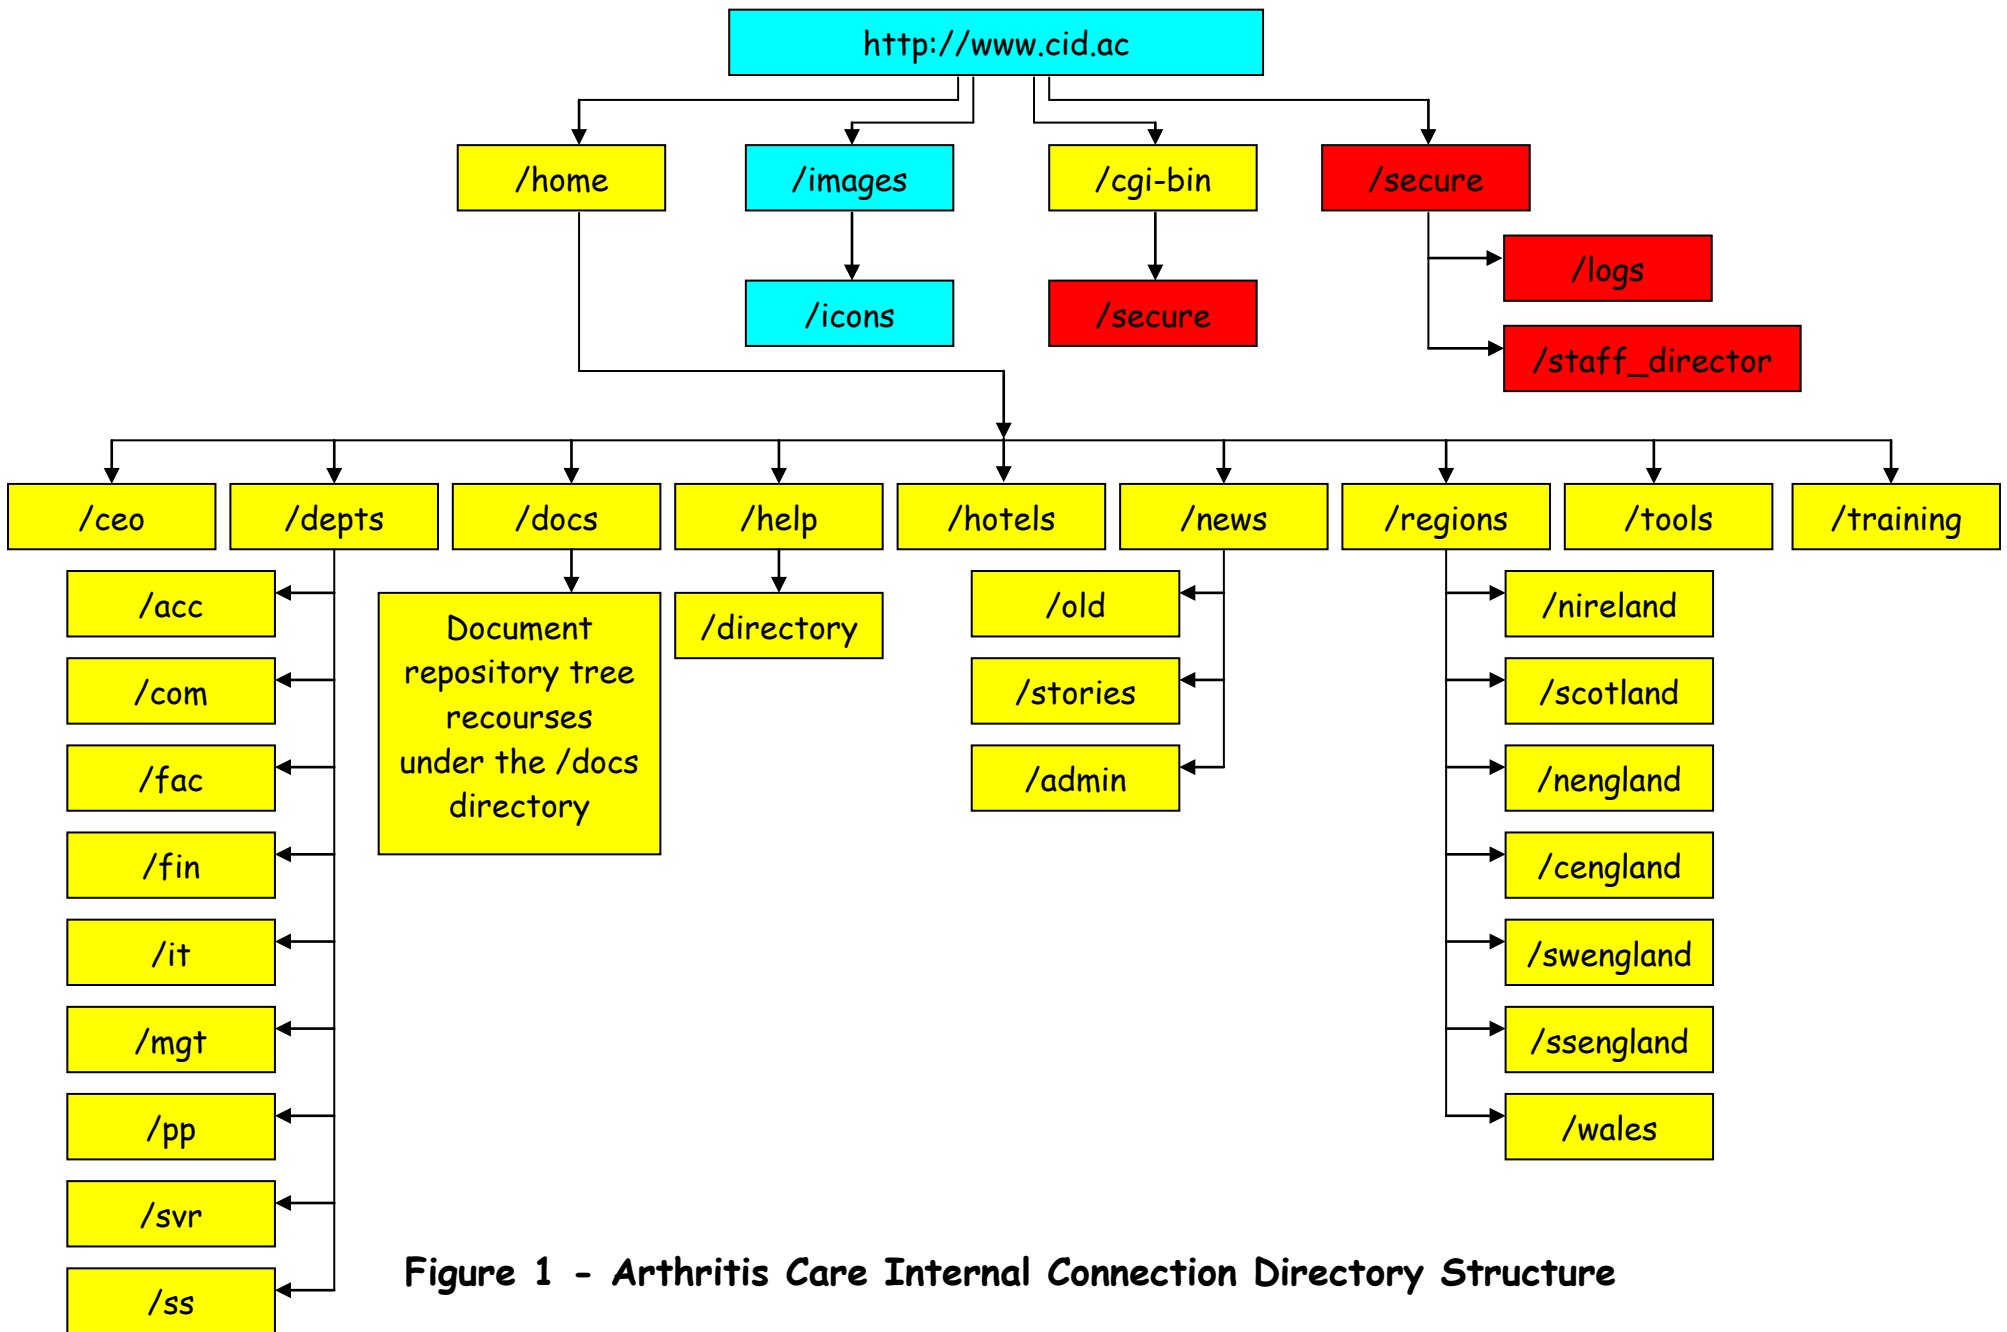 http://www.cid.ac
/home
/images
/cgi-bin
/secure
/logs
/icons
/secure
/staff_director
/ceo
/depts
/docs
/help
/hotels
/news
/regions
/tools
/training
/acc
/com
/fac
/fin
/it
/mgt
/pp
/svr
/ss
Document
repository tree
recourses
under the /docs
directory
/directory
/old
/stories
/admin
/nireland
/scotland
/nengland
/cengland
/swengland
/ssengland
/wales
Figure 1 - Arthritis Care Internal Connection Directory Structure